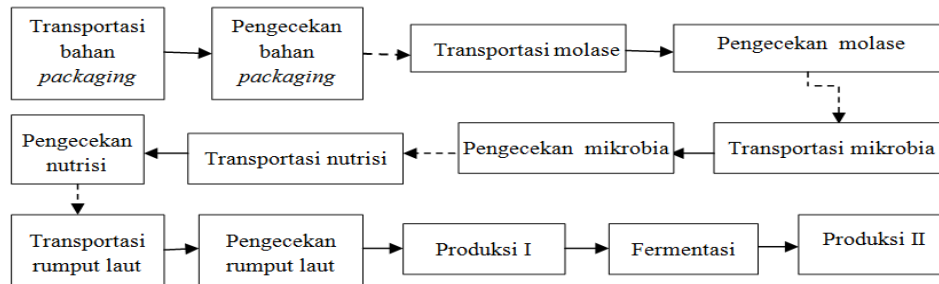 Transportasi
bahan
packaging
Pengecekan
bahan
packaging
Transportasi molase
Pengecekan molase
Transportasi mikrobia
Pengecekan mikrobia
Transportasi nutrisi
Pengecekan
nutrisi
Transportasi
rumput laut
Pengecekan
rumput laut
Produksi I
Fermentasi
Produksi II